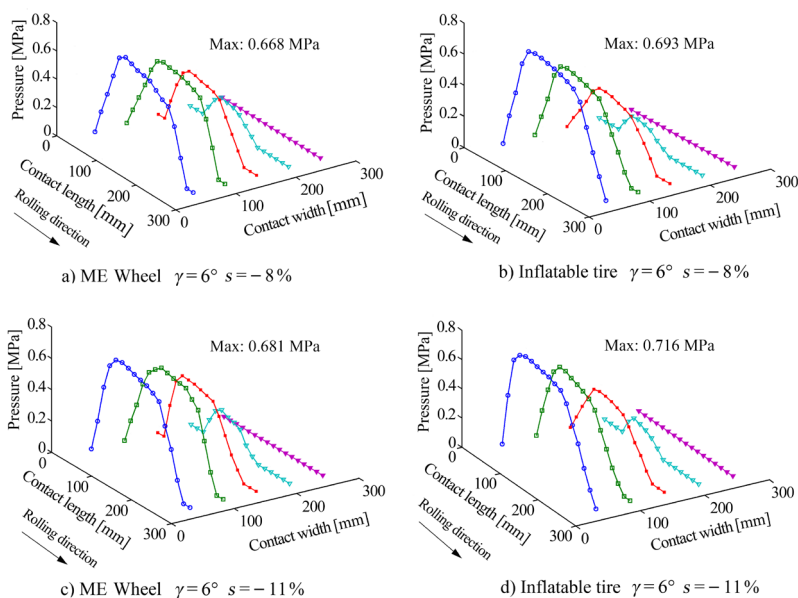 Max: 0.668 MPa
Pressure [MPa]
0.8
0.6
0.4
0.2
0
0
100
200
300
Contact length [mm]
Rolling direction
0
100
200
300
Contact width [mm]
a) ME Wheel γ=6° s=−8%
Max: 0.693 MPa
Pressure [MPa]
0.8
0.6
0.4
0.2
0
0
100
200
300
Contact length [mm]
Rolling direction
0
100
200
300
Contact width [mm]
b) Inflatable tire γ=6° s=−8%
Max: 0.681 MPa
Pressure [MPa]
0.8
0.6
0.4
0.2
0
0
100
200
300
Contact length [mm]
Rolling direction
0
100
200
300
Contact width [mm]
c) ME Wheel γ=6° s=−11%
Max: 0.716 MPa
Pressure [MPa]
0.8
0.6
0.4
0.2
0
0
100
200
300
Contact length [mm]
Rolling direction
0
100
200
300
Contact width [mm]
d) Inflatable tire γ=6° s=−11%